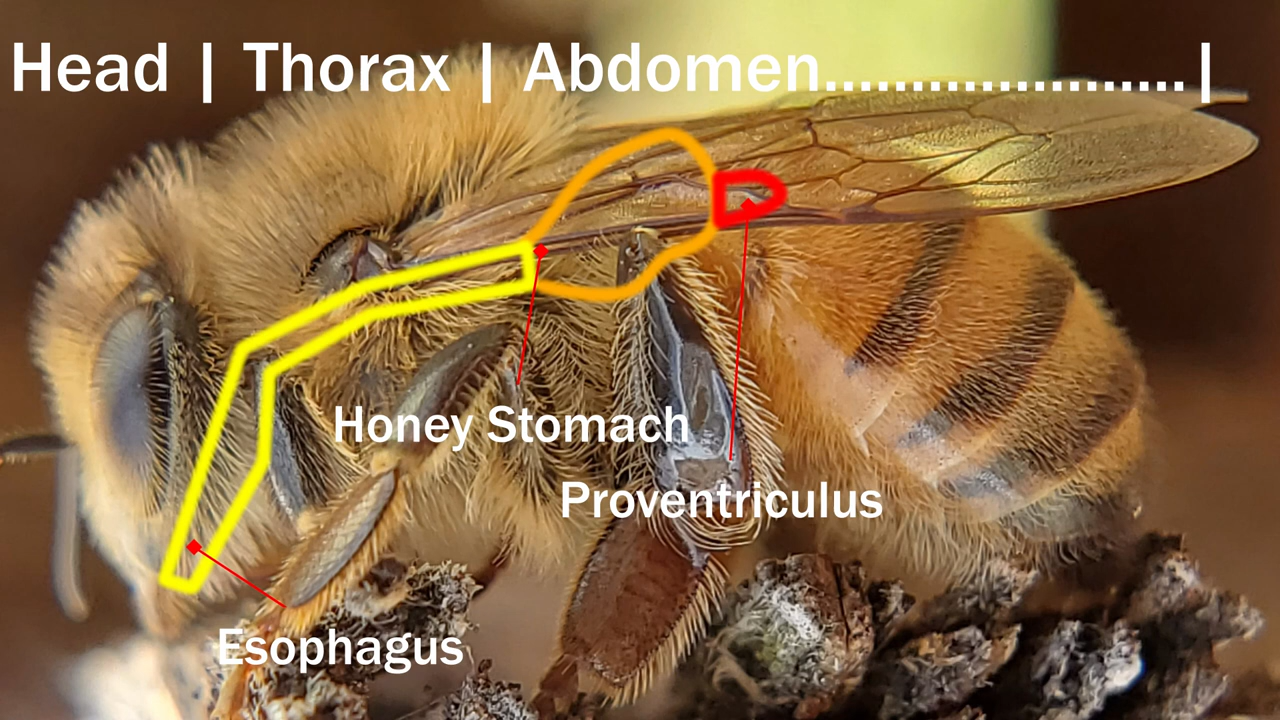 Head | Thorax | Abdomen.....................|
Honey Stomach
Proventriculus
Esophagus